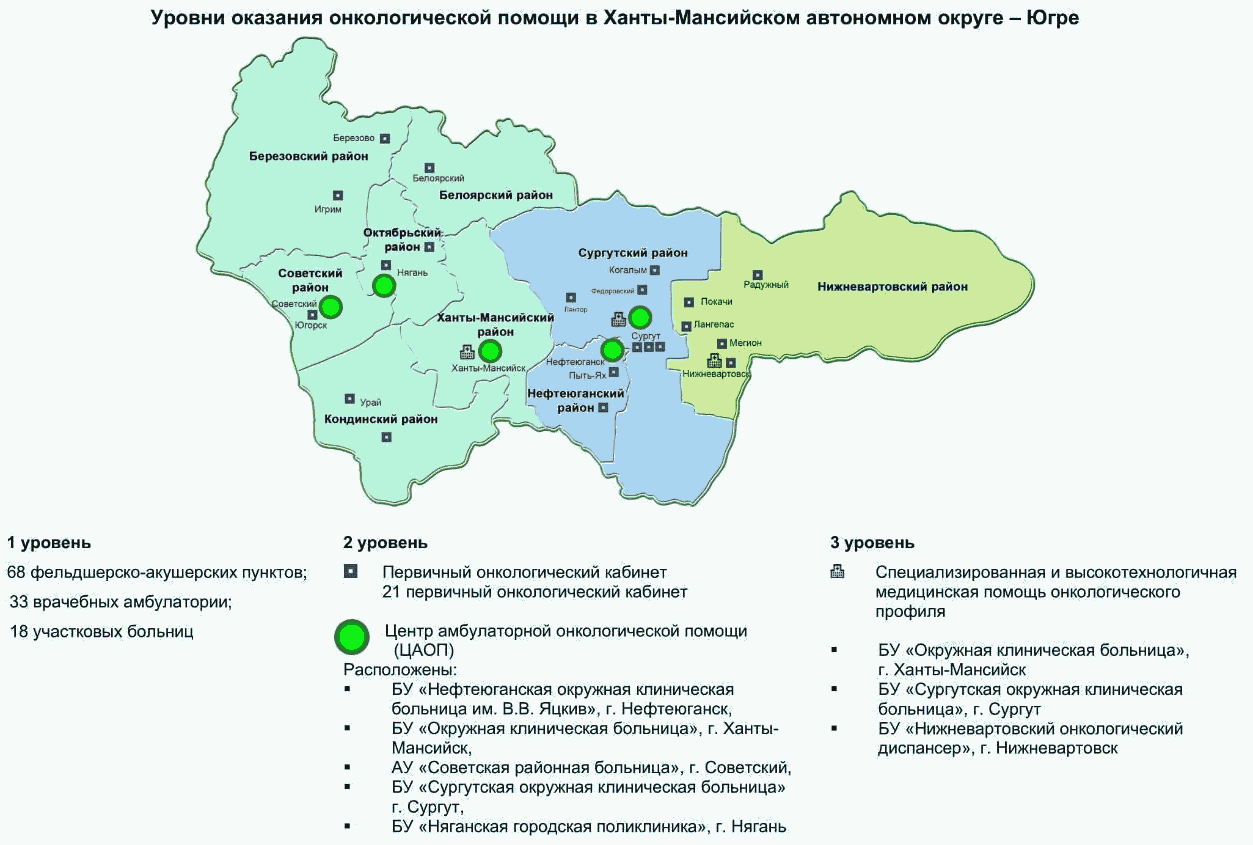 Уровни оказания онкологической помощи в Ханты-Мансийском автономном округе – Югре
Березово
Березовский район
Белоярский
Белоярский район
Игрим
Октябрьский
район
Нягань
Советский
район
Советский
Югорск
Ханты-Мансийский
район
Ханты-Мансийск
Урай
Кондинский район
Сургутский район
Когалым
Федоровский
Лянтор
Сургут
Нефтеюганск
Пыть-Ях
Нефтеюганский
район
Радужный
Нижневартовский район
Покачи
Лангепас
Мегион
Нижневартовск
1 уровень
68 фельдшерско-акушерских пунктов;
33 врачебных амбулатории;
18 участковых больниц
2 уровень
Первичный онкологический кабинет
21 первичный онкологический кабинет
Центр амбулаторной онкологической помощи
(ЦАОП)
Расположены:
▪ БУ «Нефтеюганская окружная клиническая
больница им. В.В. Яцкив», г. Нефтеюганск,
▪ БУ «Окружная клиническая больница», г. Ханты-
Мансийск,
▪ АУ «Советская районная больница», г. Советский,
▪ БУ «Сургутская окружная клиническая больница»
г. Сургут,
▪ БУ «Няганская городская поликлиника», г. Нягань
3 уровень
Специализированная и высокотехнологичная
медицинская помощь онкологического
профиля
▪ БУ «Окружная клиническая больница»,
г. Ханты-Мансийск
▪ БУ «Сургутская окружная клиническая
больница», г. Сургут
▪ БУ «Нижневартовский онкологический
диспансер», г. Нижневартовск